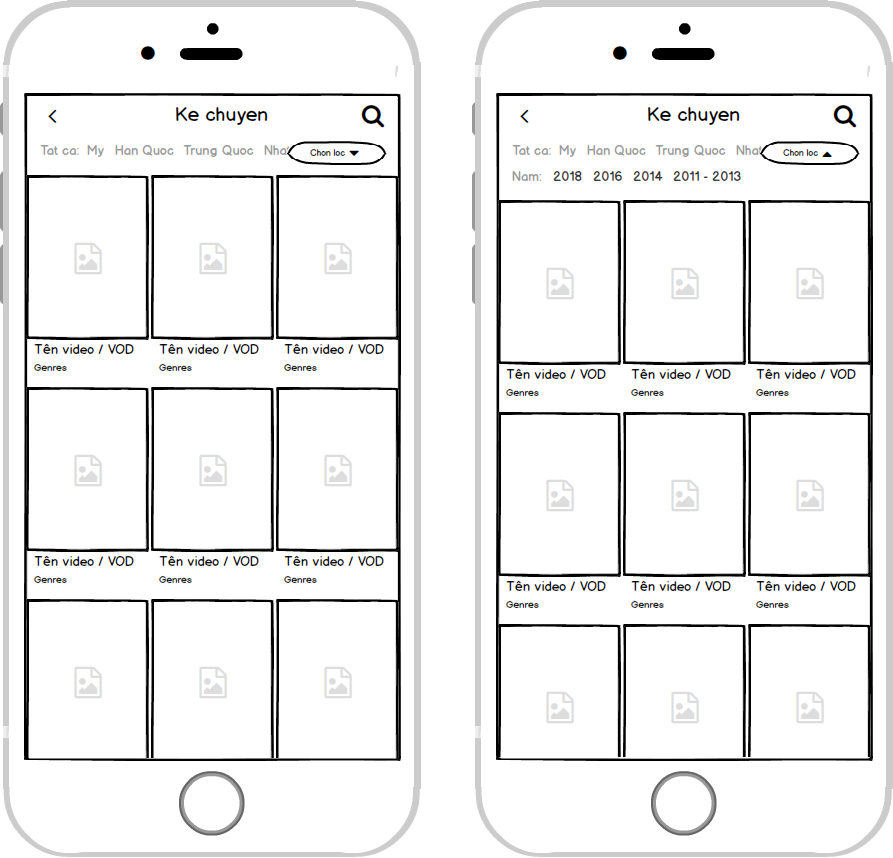 Ke chuyen
Tat ca: My Han Quoc Trung Quoc Nha Chon loc
Tên video / VOD Tên video / VOD Tên video / VOD
Genres Genres Genres
Tên video / VOD Tên video / VOD Tên video / VOD
Genres Genres Genres
Ke chuyen
Tat ca: My Han Quoc Trung Quoc Nha Chon loc
Nam: 2018 2016 2014 2011 - 2013
Tên video / VOD Tên video / VOD Tên video / VOD
Genres Genres Genres
Tên video / VOD Tên video / VOD Tên video / VOD
Genres Genres Genres